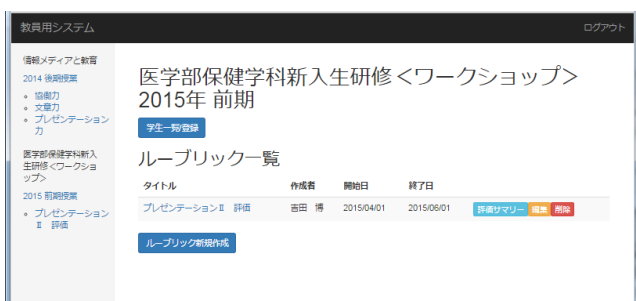 教員用システム
ログアウト
情報メディアと教育
2014 後期授業
協働力
文章力
プレゼンテーション
力
医学部保健学科新入
生研修<ワークショ
ップ>
2015 前期授業
プレゼンテーション
Ⅱ 評価
医学部保健学科新入生研修<ワークショップ>
2015年 前期
学生一覧/登録
ルーブリック一覧
タイトル 作成者 開始日 終了日
プレゼンテーションⅡ 評価 吉田 博 2015/04/01 2015/06/01 評価サマリー 編集 削除
ルーブリック新規作成